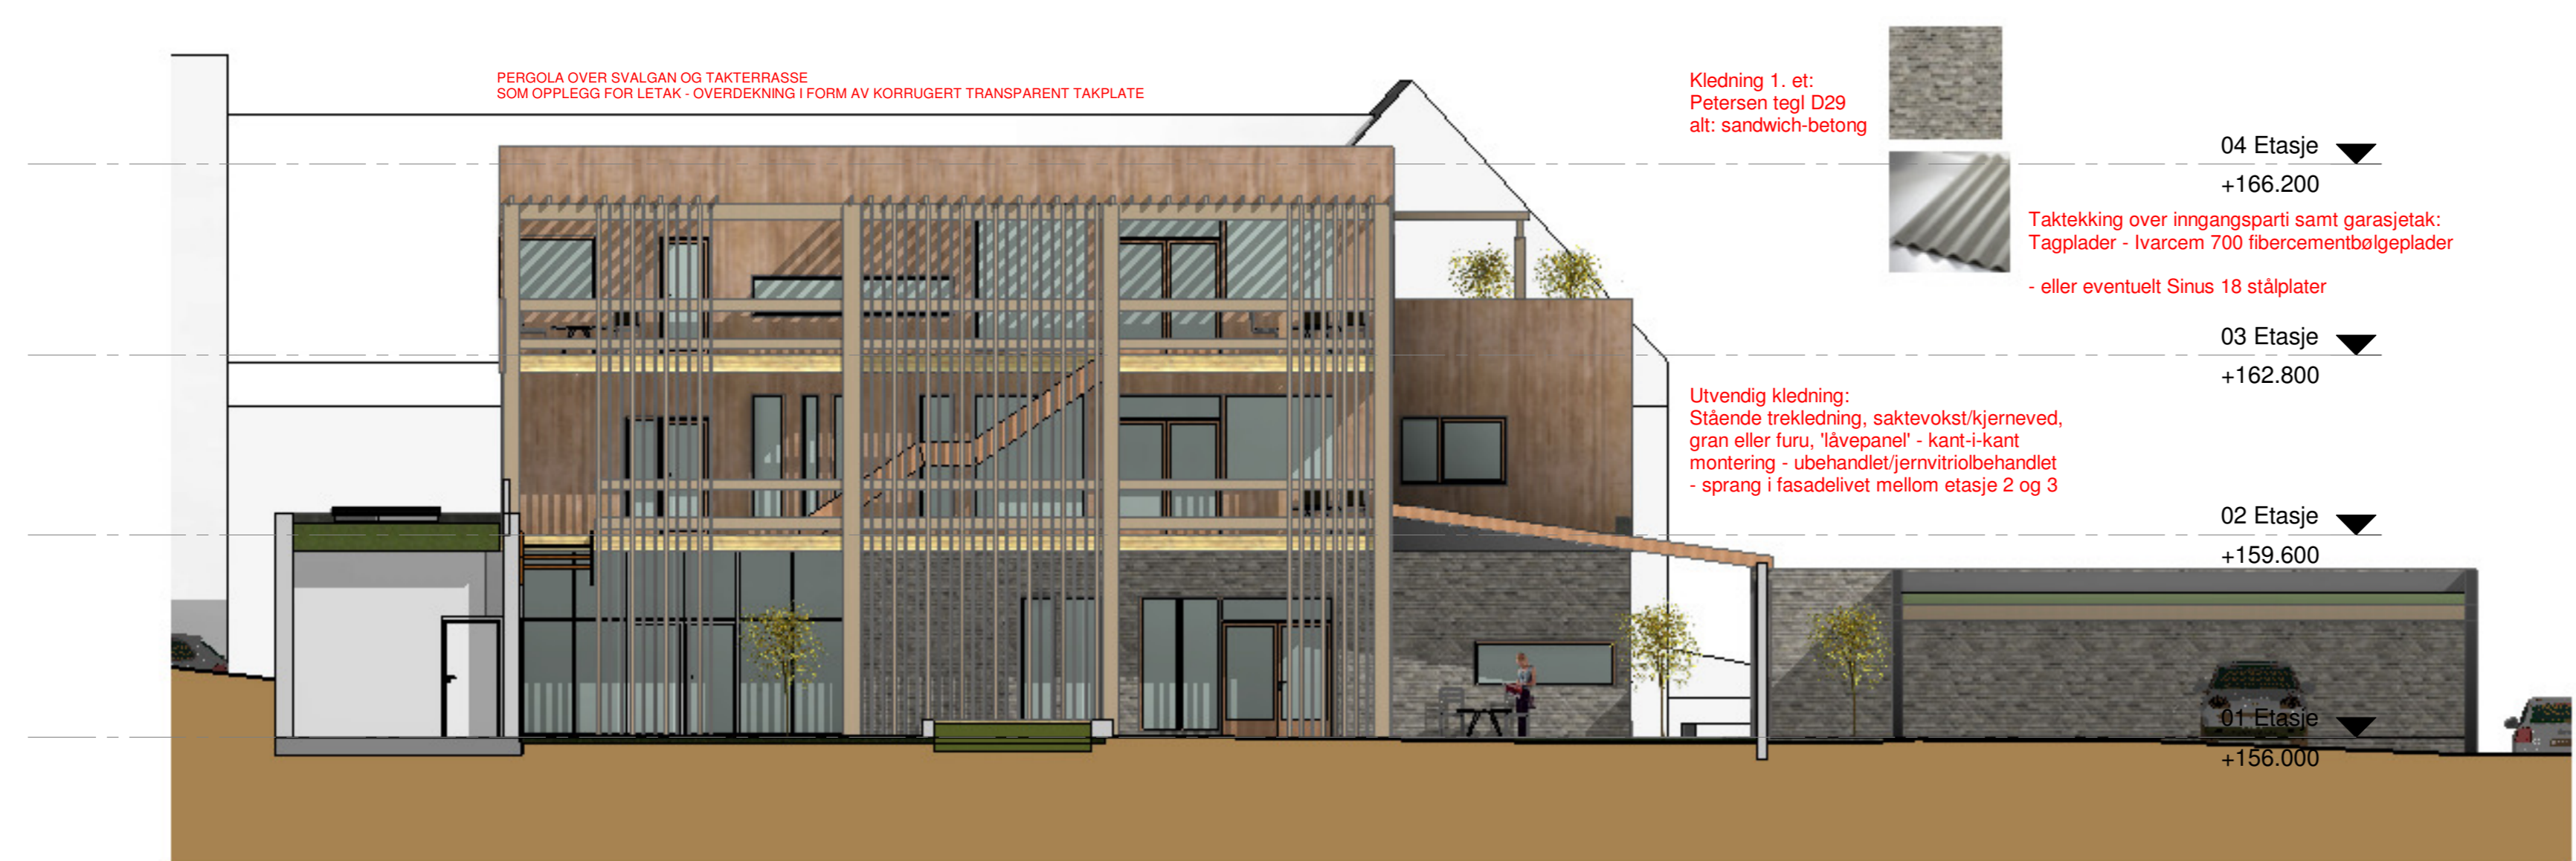 PERGOLA OVER SVALGAN OG TAKTERRASSE
SOM OPPLEGG FOR LETAK - OVERDEKNING I FORM AV KORRUGERT TRANSPARENT TAKPLATE
Kledning 1. et:
Petersen tegl D29
alt: sandwich-betong
04 Etasje
+166.200
Taktekking over inngangsparti samt garasjetak:
Tagplader - Ivarcem 700 fibercementbølgeplader
- eller eventuelt Sinus 18 stålplater
03 Etasje
+162.800
Utvendig kledning:
Stående trekledning, saktevokst/kjerneved,
gran eller furu, 'låvepanel' - kant-i-kant
montering - ubehandlet/jernvitriolbehandlet
- sprang i fasadelivet mellom etasje 2 og 3
02 Etasje
+159.600
01 Etasje
+156.000